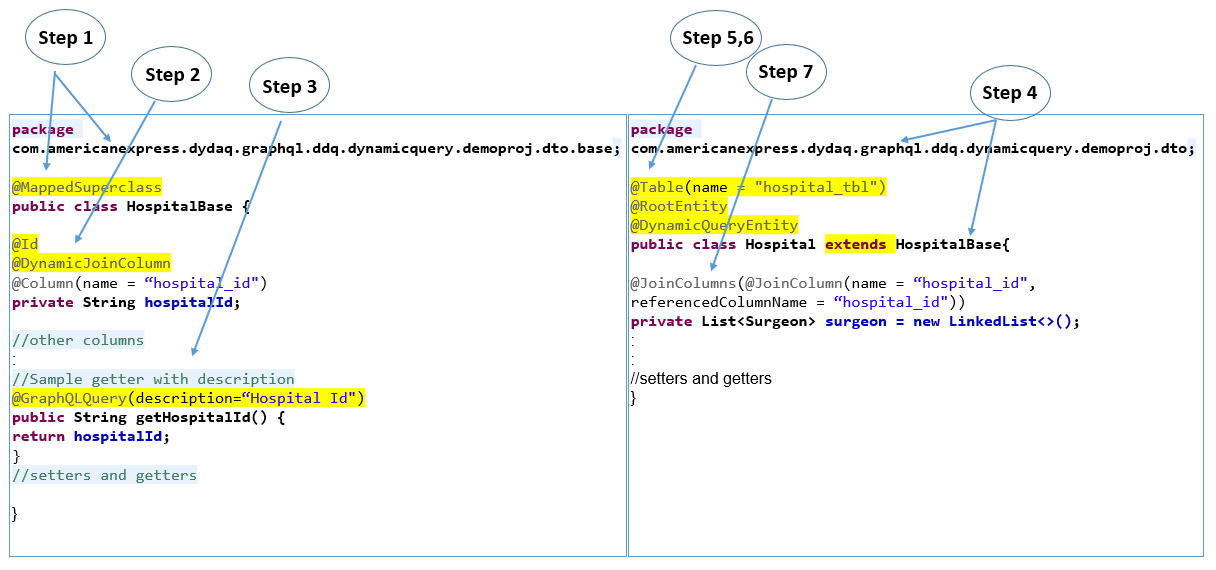 Step 1
Step 2
Step 3
Step 5,6
Step 7
Step 4
package
com.americanexpress.dydaq.graphql.ddq.dynamicquery.demoproj.dto.base;
@MappedSuperclass
public class HospitalBase {
@Id
@DynamicJoinColumn
@Column(name = “hospital_id")
private String hospitalId;
//other columns
:
//Sample getter with description
@GraphQLQuery(description=“Hospital Id")
public String getHospitalId() {
return hospitalId;
}
//setters and getters
}
package
com.americanexpress.dydaq.graphql.ddq.dynamicquery.demoproj.dto;
@Table(name = "hospital_tbl")
@RootEntity
@DynamicQueryEntity
public class Hospital extends HospitalBase{
@JoinColumns(@JoinColumn(name = “hospital_id",
referencedColumnName = “hospital_id"))
private List<Surgeon> surgeon = new LinkedList<>();
:
:
//setters and getters
}